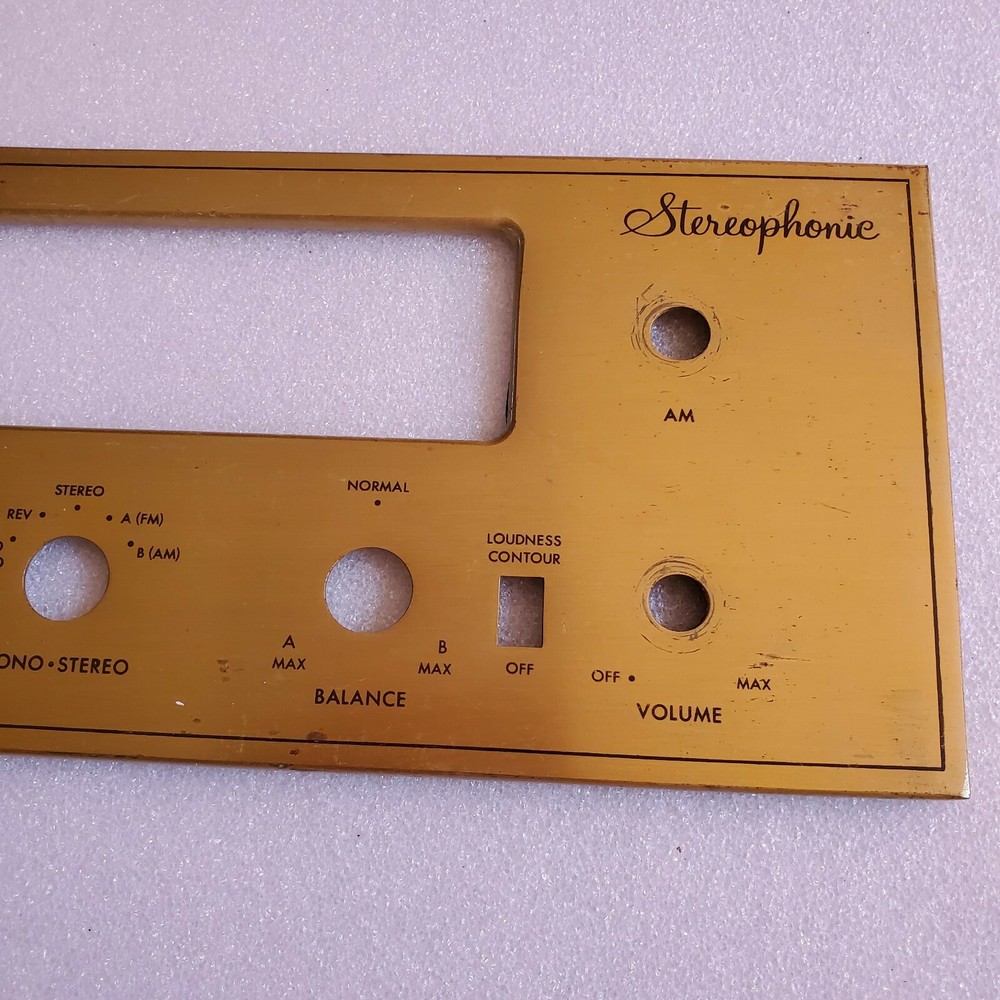 Stereophonic
AM
STEREO
REV
A (FM)
B (AM)
NORMAL
LOUDNESS
CONTOUR
A
MAX
B
MAX
OFF
OFF
MAX
ONO • STEREO
BALANCE
VOLUME